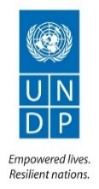 U N
D P
Empowered lives.
Resilient nations.